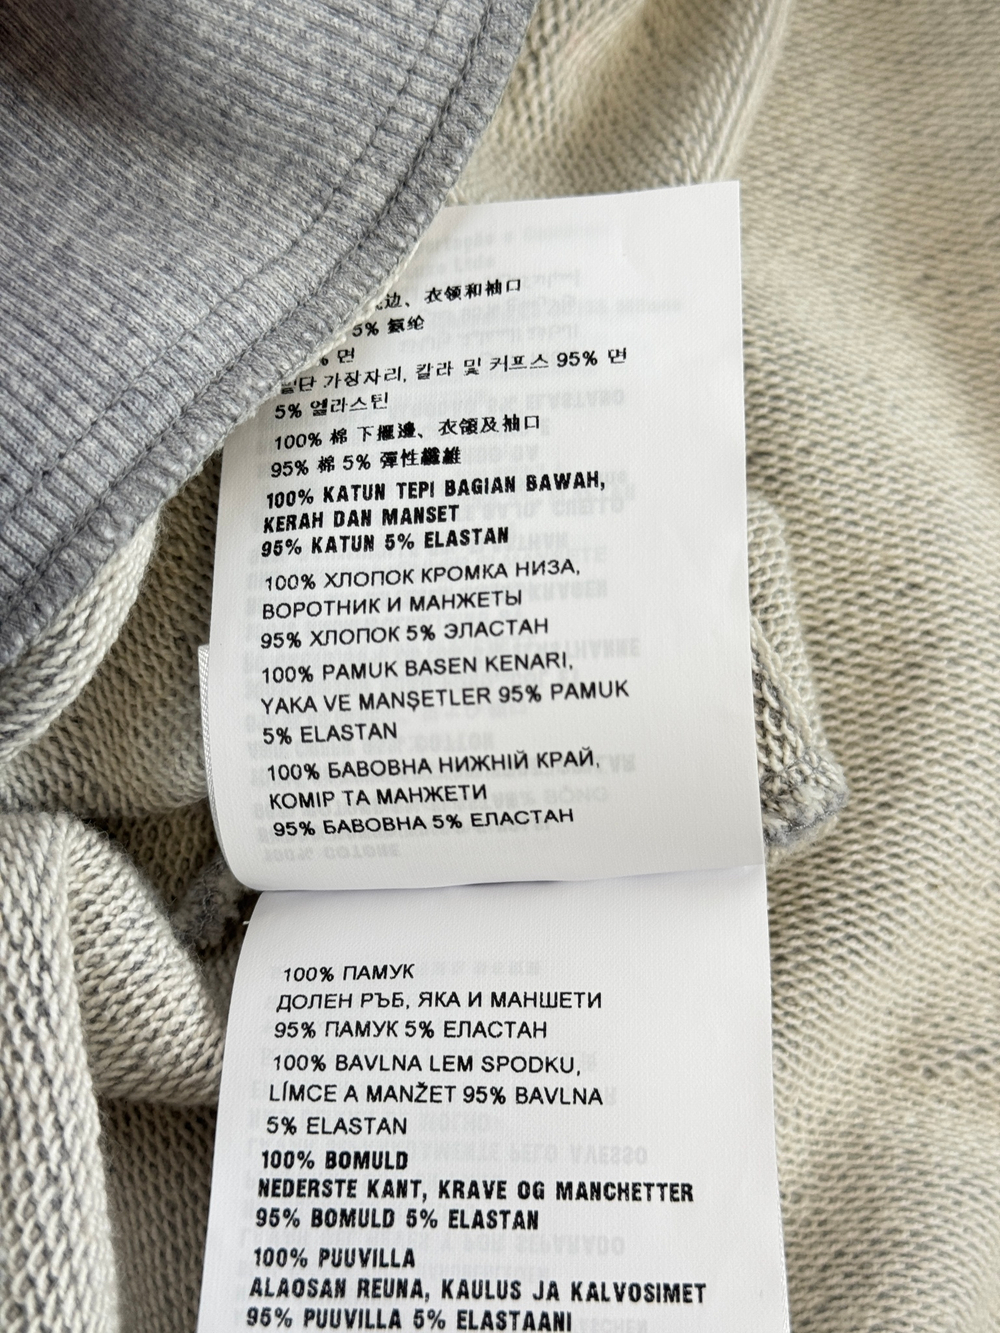 边、衣领和袖口
5% 氨纶
% 면
밑단 가장자리, 칼라 및 커프스 95% 면
5% 엘라스틴
100% 棉 下擺邊、衣領及袖口
95% 棉 5% 彈性纖維
100% KATUN TEPI BAGIAN BAWAH,
KERAH DAN MANSET
95% KATUN 5% ELASTAN
100% ХЛОПОК КРОМКА НИЗА,
ВОРОТНИК И МАНЖЕТЫ
95% ХЛОПОК 5% ЭЛАСТАН
100% PAMUK BASEN KENARI,
YAKA VE MANŞETLER 95% PAMUK
5% ELASTAN
100% БАВОВНА НИЖНІЙ КРАЙ,
КОМІР ТА МАНЖЕТИ
95% БАВОВНА 5% ЕЛАСТАН
100% ПАМУК
ДОЛЕН РЪБ, ЯКА И МАНШЕТИ
95% ПАМУК 5% ЕЛАСТАН
100% BAVLNA LEM SPODKU,
LÍMCE A MANŽET 95% BAVLNA
5% ELASTAN
100% BOMULD
NEDERSTE KANT, KRAVE OG MANCHETTER
95% BOMULD 5% ELASTAN
100% PUUVILLA
ALAOSAN REUNA, KAULUS JA KALVOSIMET
95% PUUVILLA 5% ELASTAANI